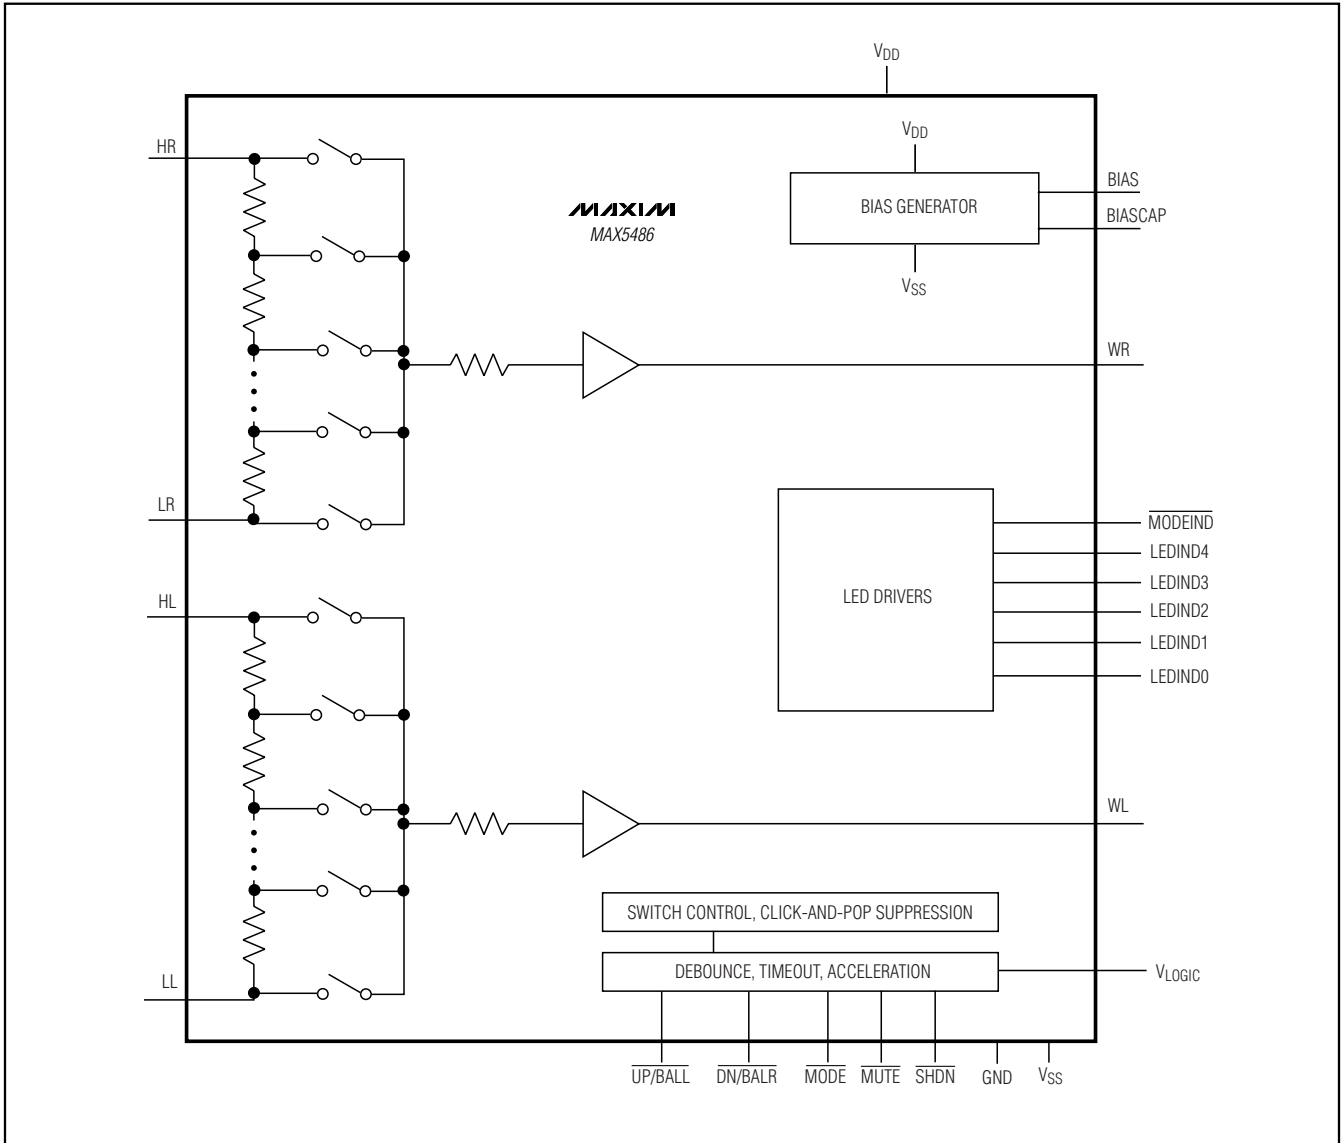 VDD
HR
VDD
BIAS GENERATOR
BIAS
BIASCAP
VSS
MAXIM
MAX5486
WR
LR
LED DRIVERS
MODEIND
LEDIND4
LEDIND3
LEDIND2
LEDIND1
LEDIND0
HL
WL
SWITCH CONTROL, CLICK-AND-POP SUPPRESSION
DEBOUNCE, TIMEOUT, ACCELERATION
VLOGIC
LL
UP/BALL
DN/BALR
MODE
MUTE
SHDN
GND
VSS